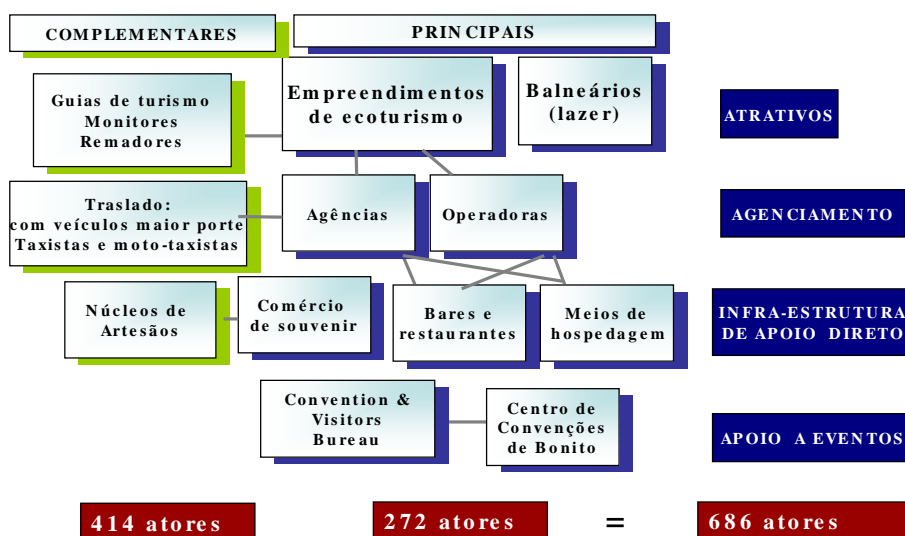 COMPLEMENTARES
PRINCIPAIS
Guias de turismo
Monitores
Remadores
Empreendimentos
de ecoturismo
Balneários
(lazer)
ATRATIVOS
Traslado:
com veículos maior porte
Taxistas e moto-taxistas
Agências
Operadoras
AGENCIAMENTO
Núcleos de
Artesãos
Comércio
de souvenir
Bares e
restaurantes
Meios de
hospedagem
INFRA-ESTRUTURA
DE APOIO DIRETO
Convention &
Visitors
Bureau
Centro de
Convenções
de Bonito
APOIO A EVENTOS
414 atores
272 atores
=
686 atores